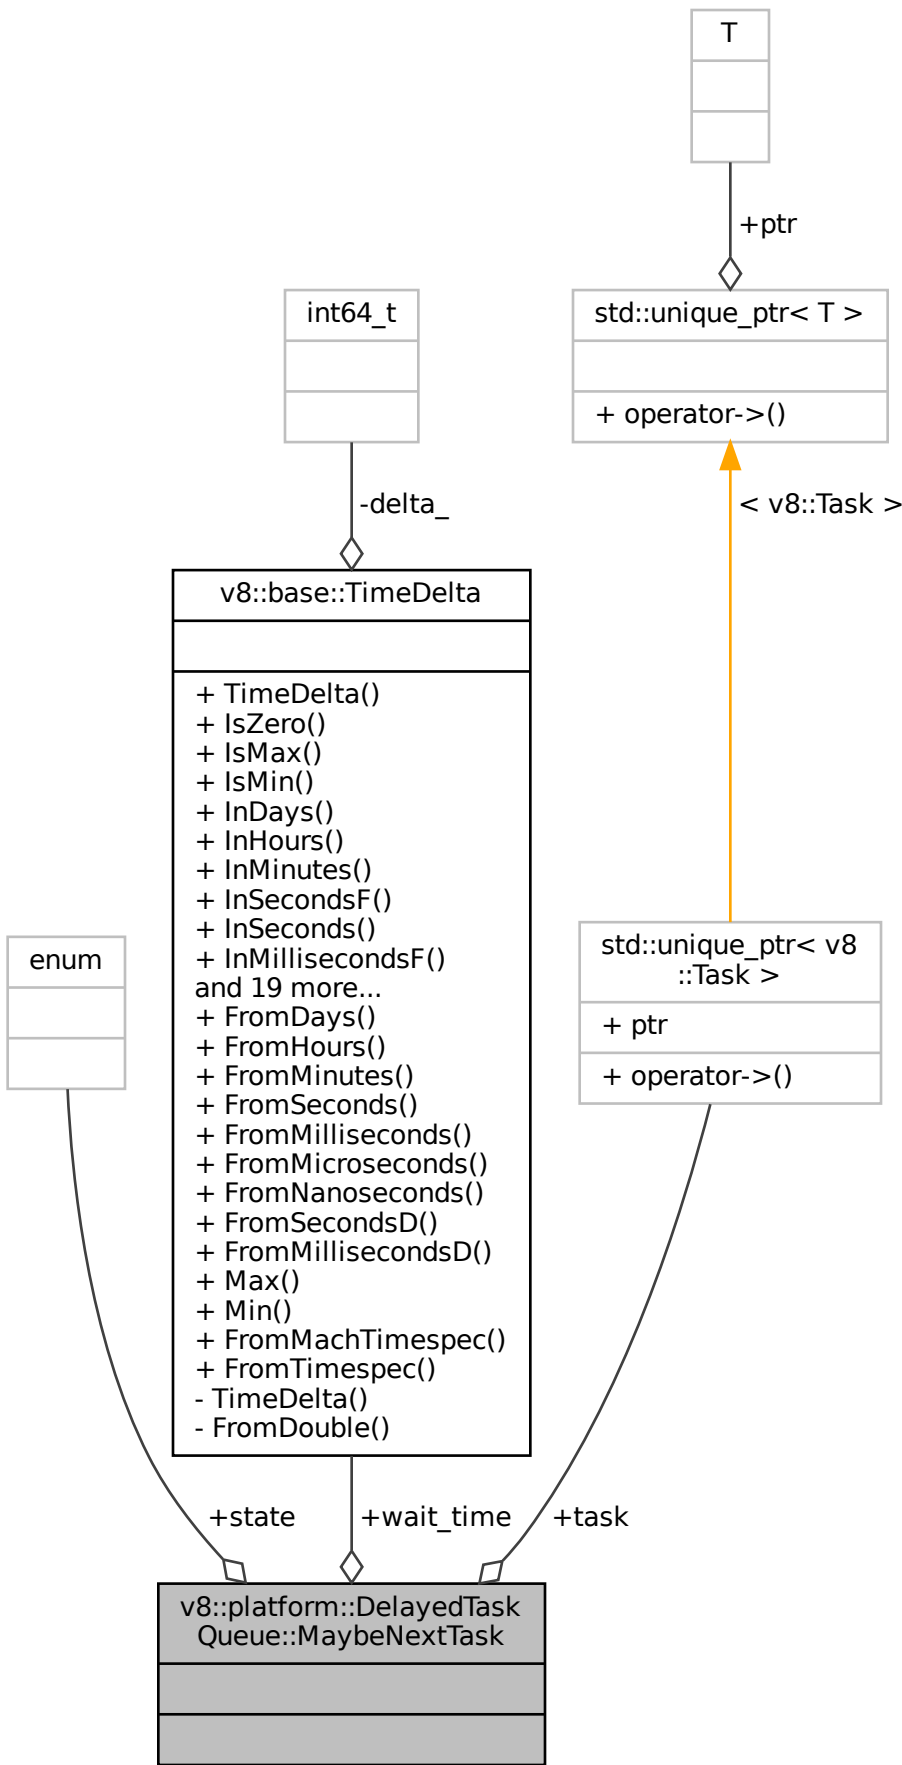 T
+ptr
int64_t
std::unique_ptr< T >
+ operator->()
-delta_
< v8::Task >
v8::base::TimeDelta
+ TimeDelta()
+ IsZero()
+ IsMax()
+ IsMin()
+ InDays()
+ InHours()
+ InMinutes()
+ InSecondsF()
+ InSeconds()
+ InMillisecondsF()
and 19 more...
+ FromDays()
+ FromHours()
+ FromMinutes()
+ FromSeconds()
+ FromMilliseconds()
+ FromMicroseconds()
+ FromNanoseconds()
+ FromSecondsD()
+ FromMillisecondsD()
+ Max()
+ Min()
+ FromMachTimespec()
+ FromTimespec()
- TimeDelta()
- FromDouble()
enum
std::unique_ptr< v8
::Task >
+ ptr
+ operator->()
+state
+wait_time
+task
v8::platform::DelayedTask
Queue::MaybeNextTask